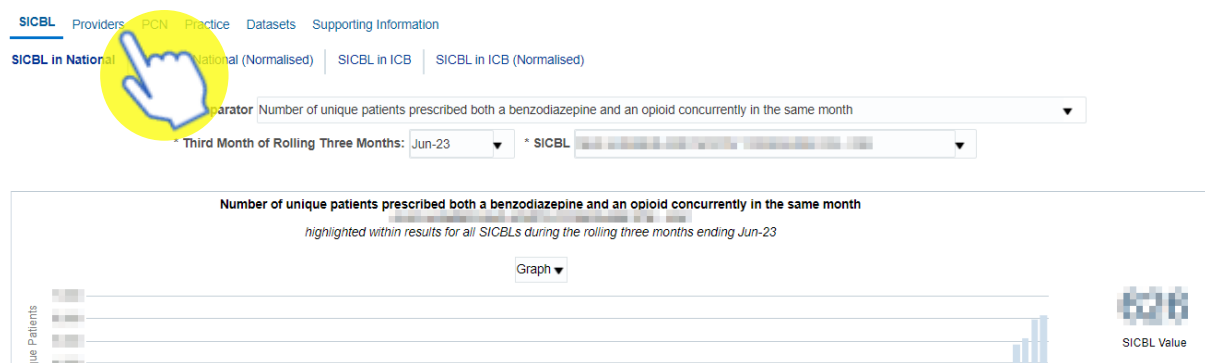 SICBL Providers PCN Practice Datasets Supporting Information
SICBL in National National (Normalised) SICBL in ICB SICBL in ICB (Normalised)
Number of unique patients prescribed both a benzodiazepine and an opioid concurrently in the same month
* Third Month of Rolling Three Months: Jun-23 * SICBL
Number of unique patients prescribed both a benzodiazepine and an opioid concurrently in the same month
highlighted within results for all SICBLs during the rolling three months ending Jun-23
Graph
Patients
SICBL Value